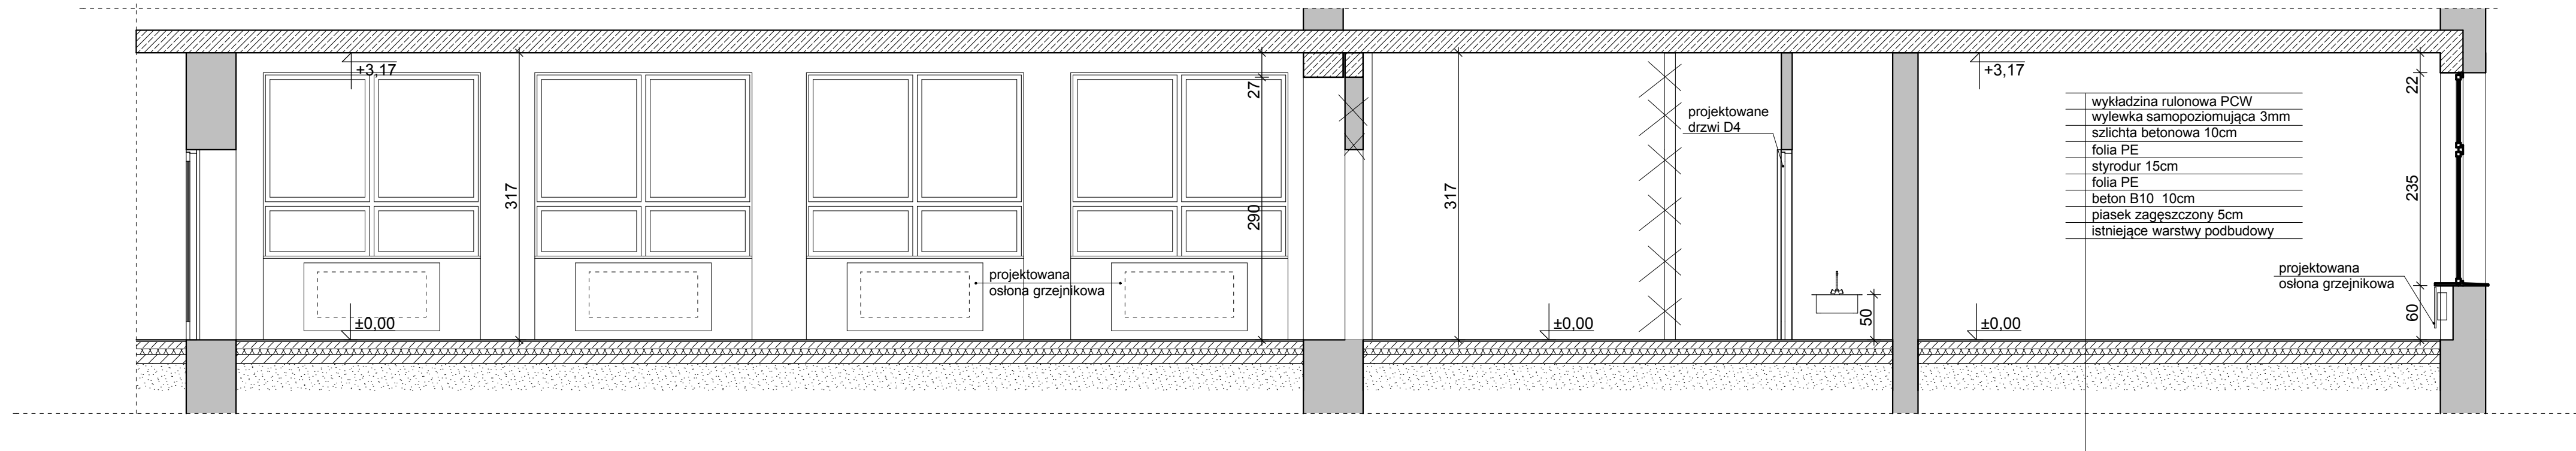 +3,17
317
27
290
projektowana
osłona grzejnikowa
±0,00
317
projektowane
drzwi D4
±0,00
50
+3,17
±0,00
wykładzina rulonowa PCW
wylewka samopoziomująca 3mm
szlichta betonowa 10cm
folia PE
styrodur 15cm
folia PE
beton B10  10cm
piasek zagęszczony 5cm
istniejące warstwy podbudowy
projektowana
osłona grzejnikowa
22
235
60